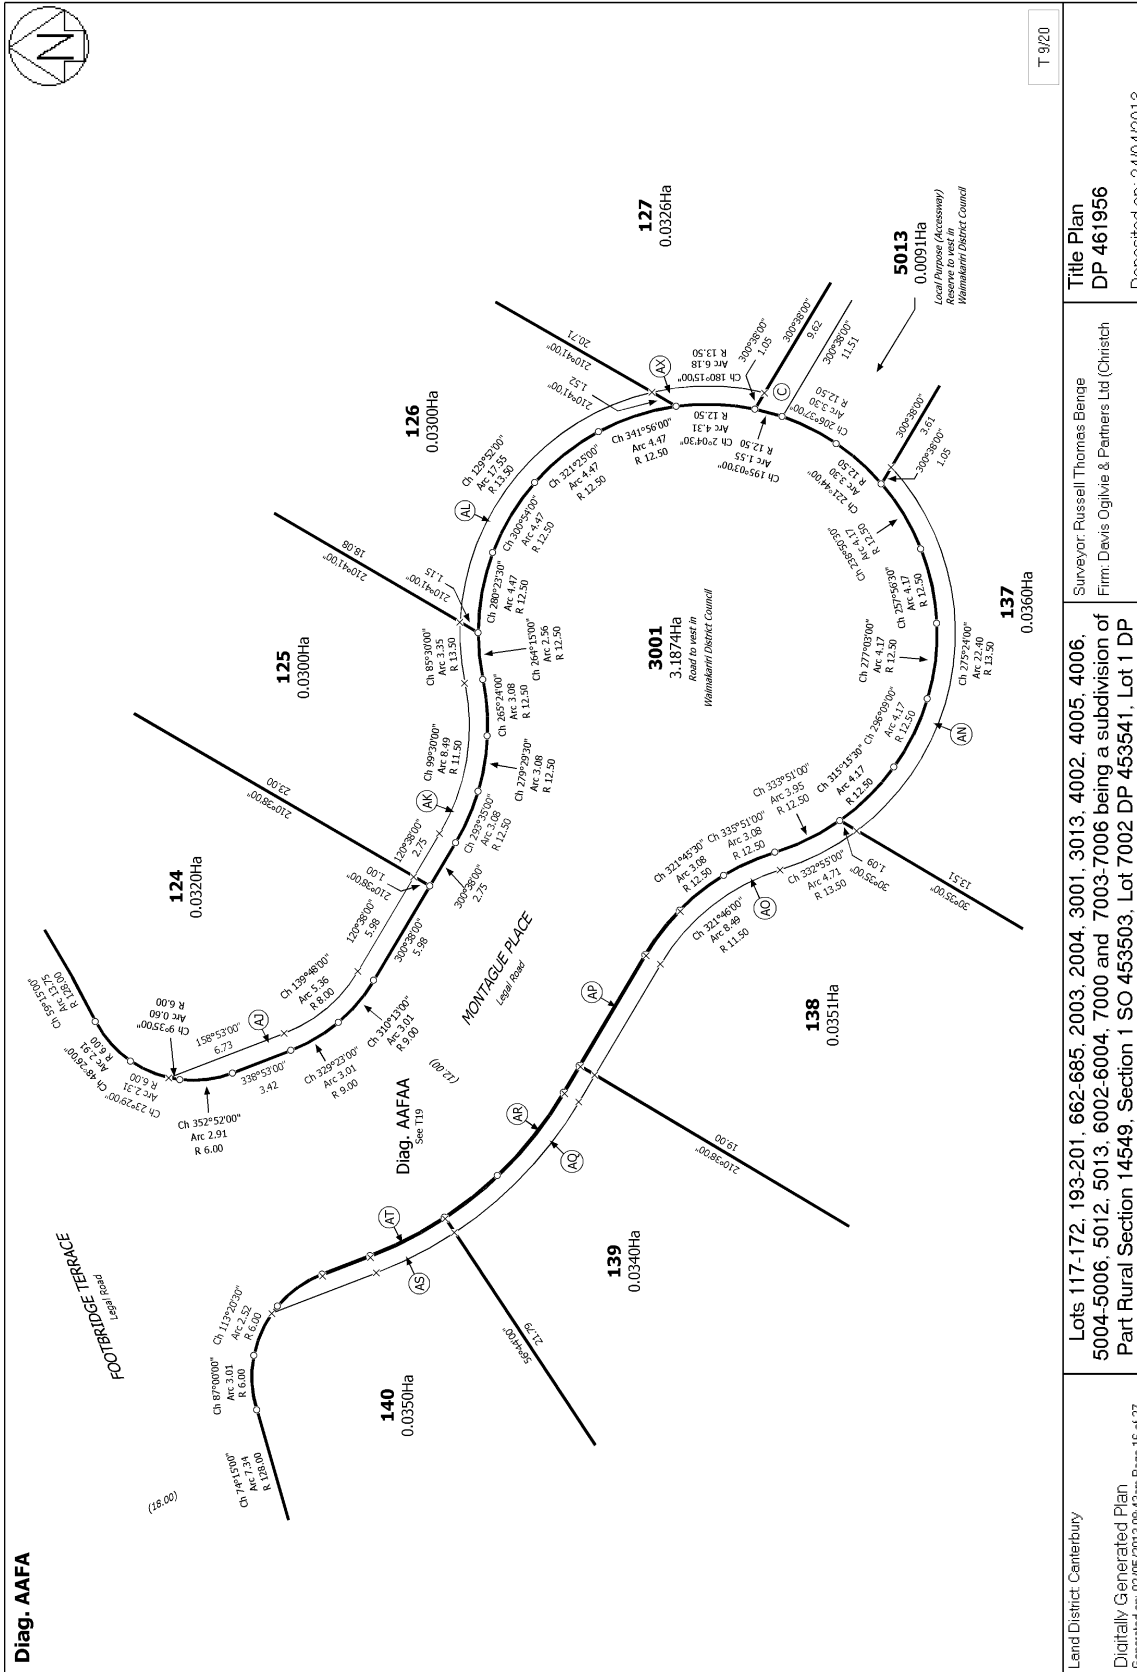 Diag. AAFA
N
T 9/20
FOOTBRIDGE TERRACE
Legal Road
(18.00)
Ch 74°15'00"
Arc 7.34
R 128.00
Ch 87°00'00"
Arc 3.01
R 6.00
Ch 113°20'30"
Arc 2.52
R 6.00
140
0.0350Ha
56°44'00"
21.79
AS
AT
139
0.0340Ha
AQ
AR
210°38'00"
19.00
138
0.0351Ha
AP
AO
Diag. AAFAA
See T19
(12.00)
MONTAGUE PLACE
Legal Road
Ch 352°52'00"
Arc 2.91
R 6.00
Ch 23°29'00"
Arc 2.31
R 6.00
Ch 48°26'00"
Arc 2.91
R 6.00
Ch 59°15'00"
Arc 13.75
R 128.00
Ch 9°35'00"
Arc 0.60
R 6.00
158°53'00"
6.73
AJ
338°53'00"
3.42
Ch 329°23'00"
Arc 3.01
R 9.00
Ch 310°13'00"
Arc 3.01
R 9.00
Ch 139°48'00"
Arc 5.36
R 8.00
120°38'00"
5.98
300°38'00"
5.98
124
0.0320Ha
210°38'00"
1.00
120°38'00"
2.75
300°38'00"
2.75
210°38'00"
23.00
AK
Ch 99°30'00"
Arc 8.49
R 11.50
Ch 293°35'00"
Arc 3.08
R 12.50
Ch 279°29'30"
Arc 3.08
R 12.50
Ch 265°24'00"
Arc 3.08
R 12.50
Ch 264°15'00"
Arc 2.56
R 12.50
125
0.0300Ha
Ch 85°30'00"
Arc 3.35
R 13.50
210°41'00"
1.15
210°41'00"
18.08
Ch 280°23'30"
Arc 4.47
R 12.50
Ch 300°54'00"
Arc 4.47
R 12.50
Ch 321°25'00"
Arc 4.47
R 12.50
Ch 341°56'00"
Arc 4.47
R 12.50
AL
Ch 129°52'00"
Arc 17.55
R 13.50
126
0.0300Ha
210°41'00"
1.52
210°41'00"
20.71
AX
Ch 180°15'00"
Arc 6.18
R 13.50
Ch 2°04'30"
Arc 4.31
R 12.50
127
0.0326Ha
300°38'00"
1.05
300°38'00"
9.62
300°38'00"
11.51
C
Ch 195°03'00"
Arc 1.55
R 12.50
Ch 206°37'00"
Arc 3.30
R 12.50
Ch 221°44'00"
Arc 3.30
R 12.50
5013
0.0091Ha
Local Purpose (Accessway)
Reserve to vest in
Waimakariri District Council
300°38'00"
3.61
300°38'00"
1.05
Ch 238°50'30"
Arc 4.17
R 12.50
Ch 257°56'30"
Arc 4.17
R 12.50
Ch 277°03'00"
Arc 4.17
R 12.50
Ch 296°09'00"
Arc 4.17
R 12.50
Ch 315°15'30"
Arc 4.17
R 12.50
3001
3.1874Ha
Road to vest in
Waimakariri District Council
137
0.0360Ha
Ch 275°24'00"
Arc 22.40
R 13.50
AN
Ch 333°51'00"
Arc 3.95
R 12.50
Ch 335°51'00"
Arc 3.08
R 12.50
Ch 321°45'30"
Arc 3.08
R 12.50
Ch 321°46'00"
Arc 8.49
R 11.50
Ch 332°55'00"
Arc 4.71
R 13.50
30°35'00"
1.09
30°35'00"
13.51
Land District: Canterbury
Digitally Generated Plan
Lots 117-172, 193-201, 662-685, 2003, 2004, 3001, 3013, 4002, 4005, 4006,
5004-5006, 5012, 5013, 6002-6004, 7000 and 7003-7006 being a subdivision of
Part Rural Section 14549, Section 1 SO 453503, Lot 7002 DP 453541, Lot 1 DP
Surveyor: Russell Thomas Benge
Firm: Davis Ogilvie & Partners Ltd (Christch
Title Plan
DP 461956